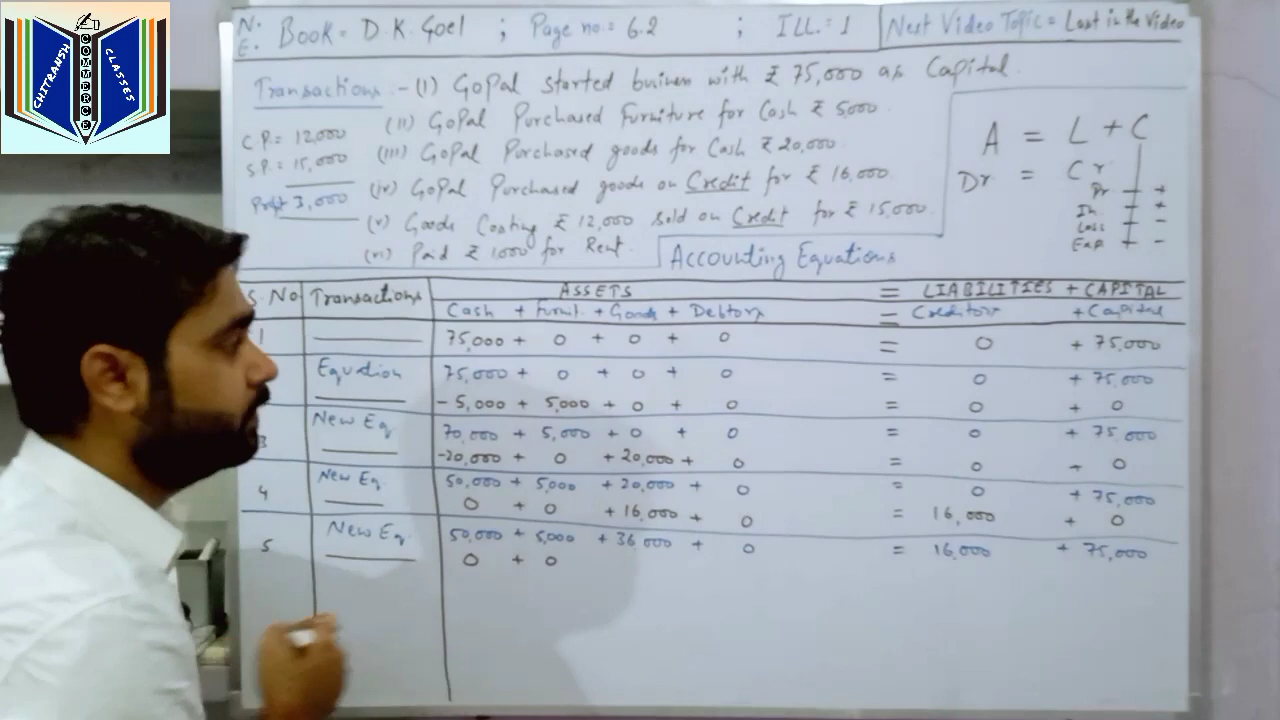 CHITRANSH
COMMERCE
CLASSES
N.
E.
Book = D.K. Goel ; Page no.: 6.2 ; ILL.: 1
Next Video Topic = Last in the Video
Transactions :- (i) GoPal started buiness with ₹ 75,000 as Capital.
(ii) GoPal Purchased Furniture for Cash ₹ 5000.
(iii) GoPal Purchased goods for Cash ₹ 20,000.
(iv) GoPal Purchased goods on Credit for ₹ 16,000.
(v) Goods Costing ₹ 12,000 sold on Credit for ₹ 15,000.
(vi) Paid ₹ 1000 for Rent.
C.P. = 12,000
S.P. = 15,000
Profit 3,000
A = L + C
Dr = Cr
Pr +
In. +
Loss -
Exp. -
Accounting Equations
S. No Transactions ASSETS = LIABILITIES + CAPITAL
Cash + Furnit. + Goods + Debtors = Creditors + Capital
1 75,000 + 0 + 0 + 0 = 0 + 75,000
Equation 75,000 + 0 + 0 + 0 = 0 + 75,000
- 5,000 + 5,000 + 0 + 0 = 0 + 0
New Eq. 70,000 + 5,000 + 0 + 0 = 0 + 75,000
3 -20,000 + 0 + 20,000 + 0 = 0 + 0
New Eq. 50,000 + 5,000 + 20,000 + 0 = 0 + 75,000
4 0 + 0 + 16,000 + 0 = 16,000 + 0
New Eq. 50,000 + 5,000 + 36,000 + 0 = 16,000 + 75,000
5 0 + 0